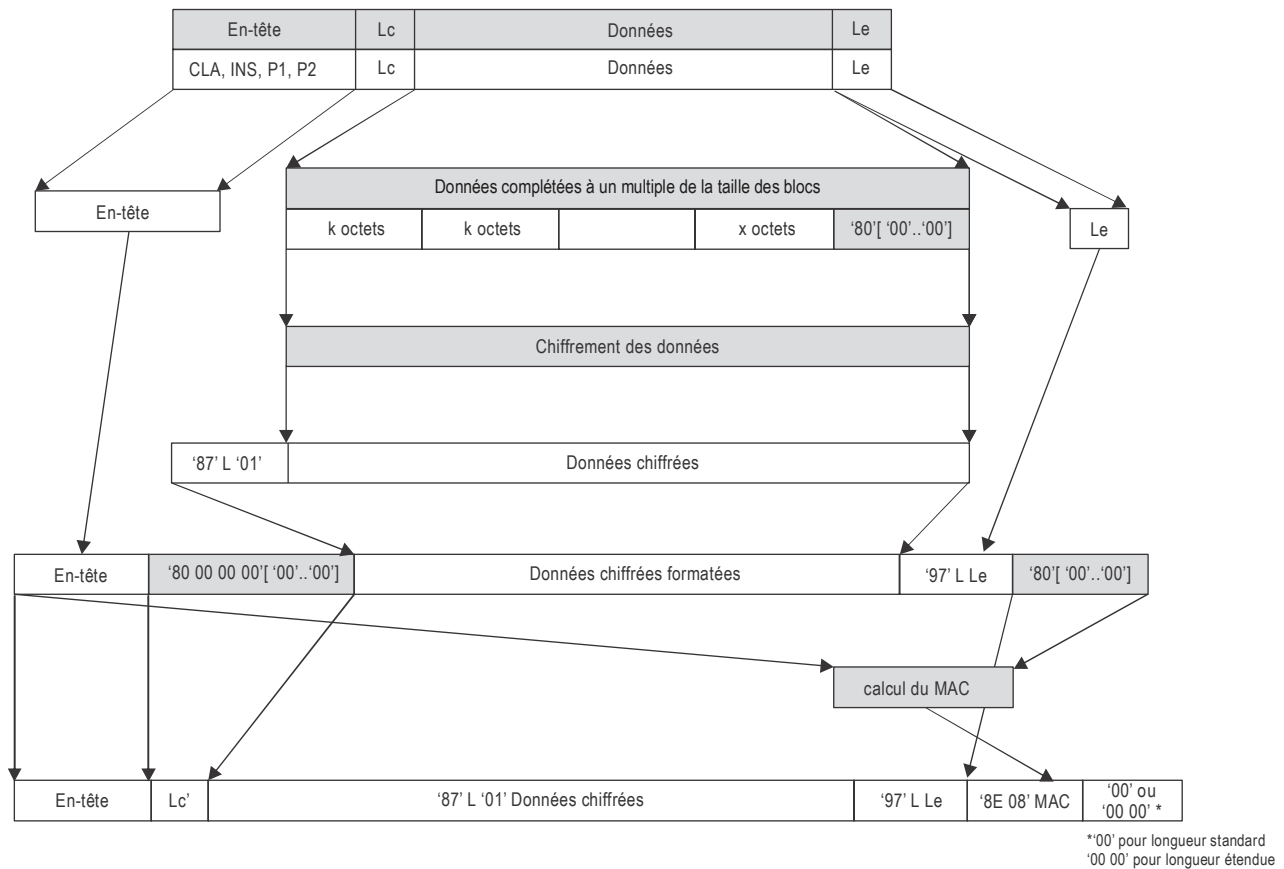 En-tête Lc Données Le
CLA, INS, P1, P2 Lc Données Le
Données complétées à un multiple de la taille des blocs
En-tête
k octets k octets x octets ‘80’[ ‘00’..‘00’]
Le
Chiffrement des données
‘87’ L ‘01’ Données chiffrées
En-tête ‘80 00 00 00’[ ‘00’..‘00’] Données chiffrées formatées ‘97’ L Le ‘80’[ ‘00’..‘00’]
calcul du MAC
En-tête Lc’ ‘87’ L ‘01’ Données chiffrées ‘97’ L Le ‘8E 08’ MAC ‘00’ ou
‘00 00’ *
*‘00’ pour longueur standard
‘00 00’ pour longueur étendue